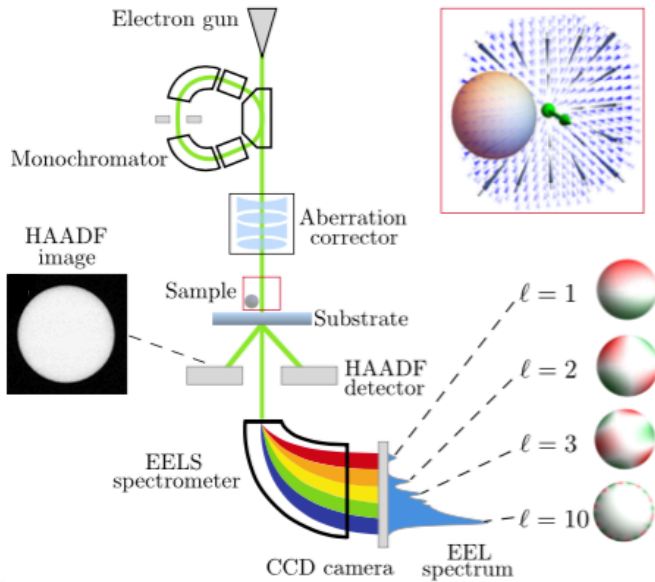 Electron gun
Monochromator
Aberration
corrector
HAADF
image
Sample
Substrate
HAADF
detector
EELS
spectrometer
CCD camera
EEL
spectrum
ℓ = 1
ℓ = 2
ℓ = 3
ℓ = 10